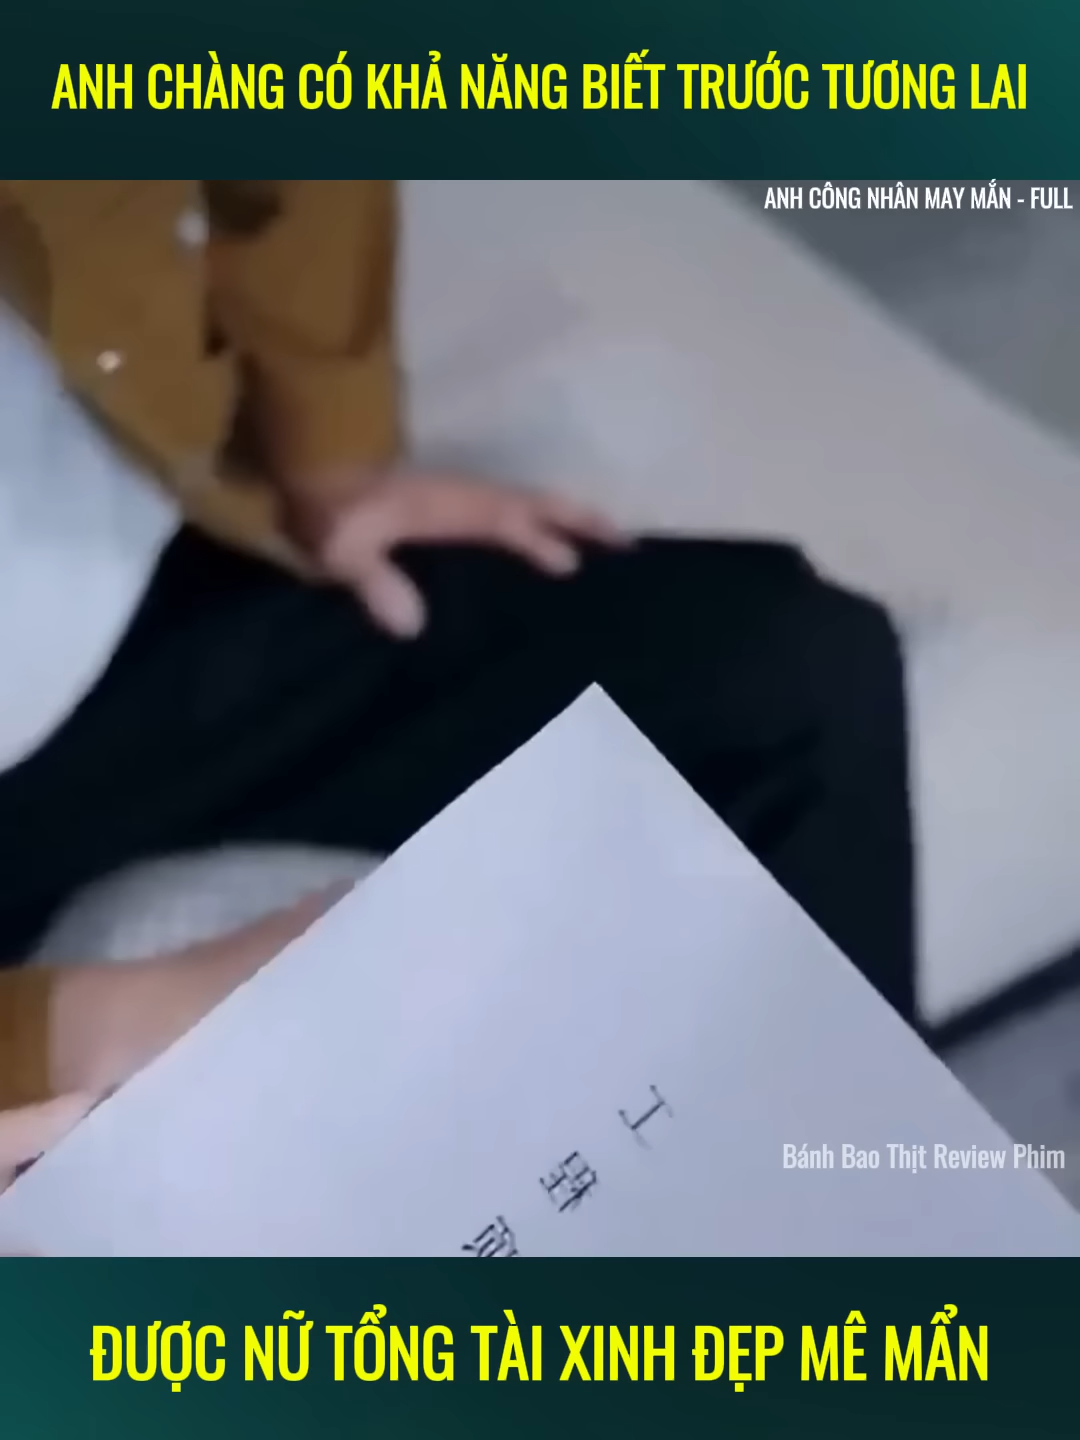 ANH CHÀNG CÓ KHẢ NĂNG BIẾT TRƯỚC TƯƠNG LAI
ANH CÔNG NHÂN MAY MẮN - FULL
工
Bánh Bao Thịt Review Phim
ĐƯỢC NỮ TỔNG TÀI XINH ĐẸP MÊ MẨN